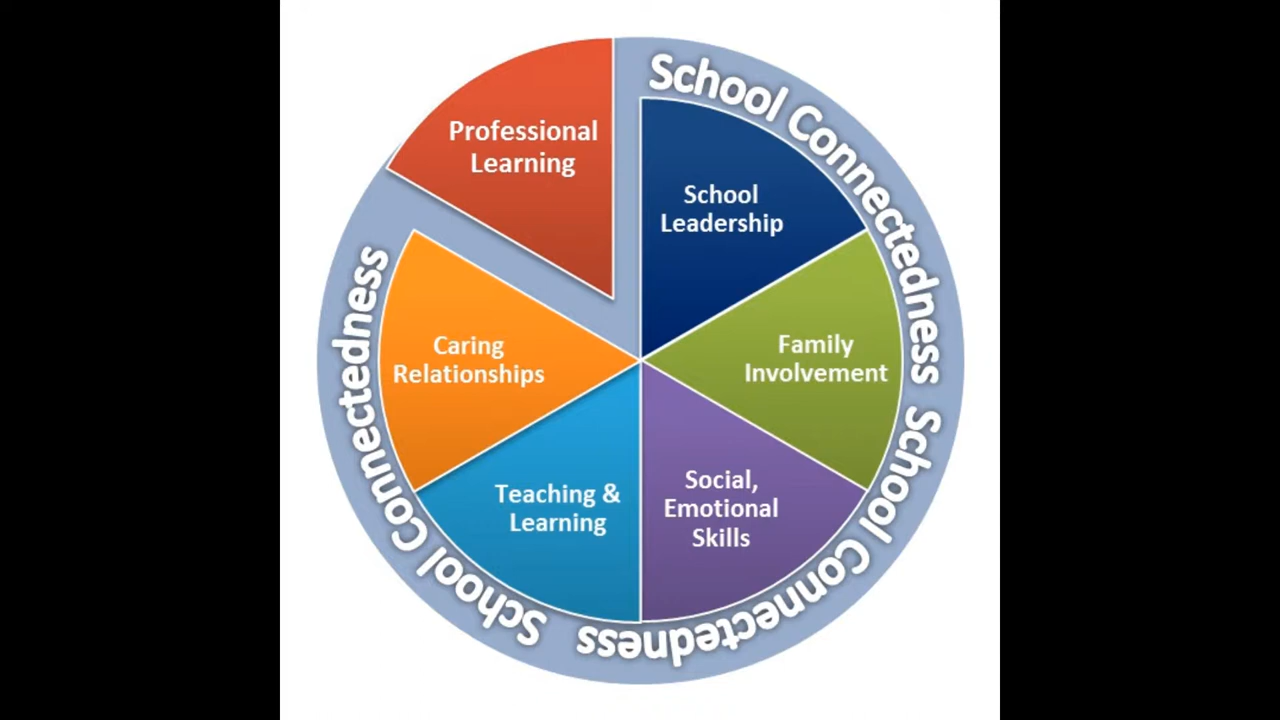 School Connectedness
Professional
Learning
School
Leadership
Family
Involvement
Caring
Relationships
Teaching &
Learning
Social,
Emotional
Skills
School Connectedness
School Connectedness